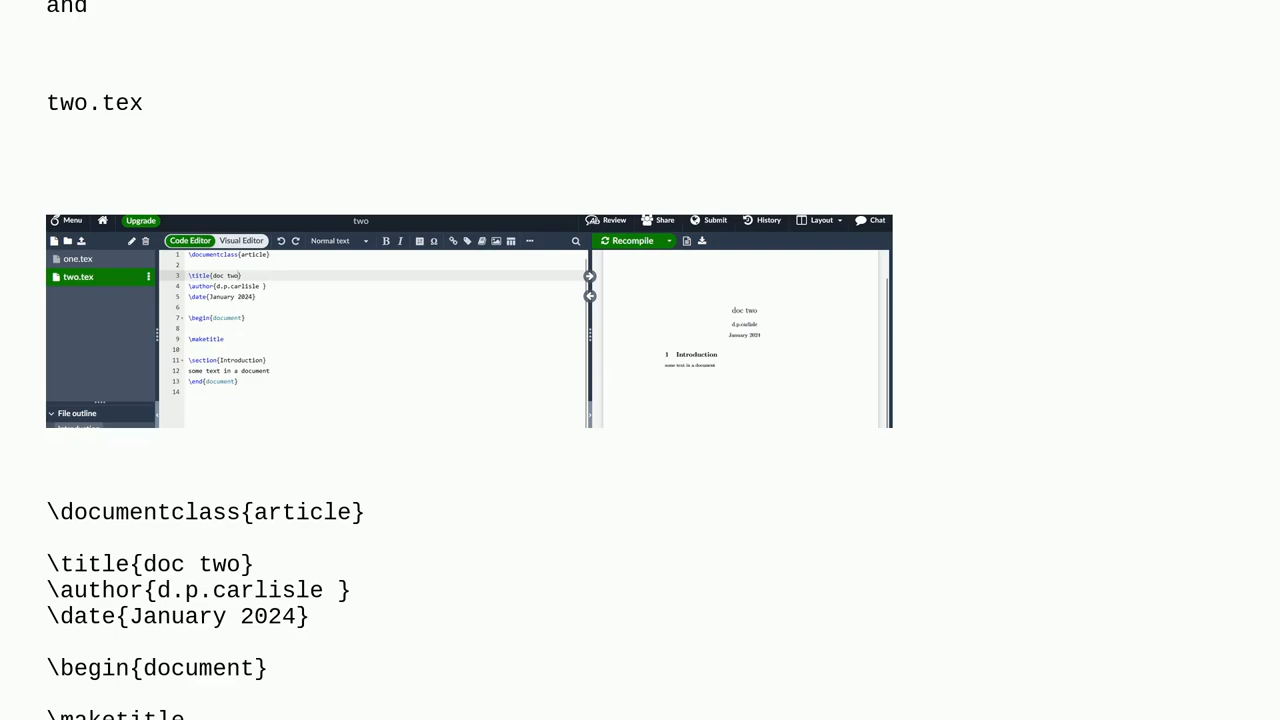 and
two.tex
Menu Upgrade two Review Share Submit History Layout Chat
Code Editor Visual Editor Normal text B I Ω Recompile
one.tex
two.tex
File outline
Introduction
1 \documentclass{article}
2
3 \title{doc two}
4 \author{d.p.carlisle }
5 \date{January 2024}
6
7 \begin{document}
8
9 \maketitle
10
11 \section{Introduction}
12 some text in a document
13 \end{document}
14
doc two
d.p.carlisle
January 2024
1 Introduction
some text in a document
\documentclass{article}
\title{doc two}
\author{d.p.carlisle }
\date{January 2024}
\begin{document}
\maketitle